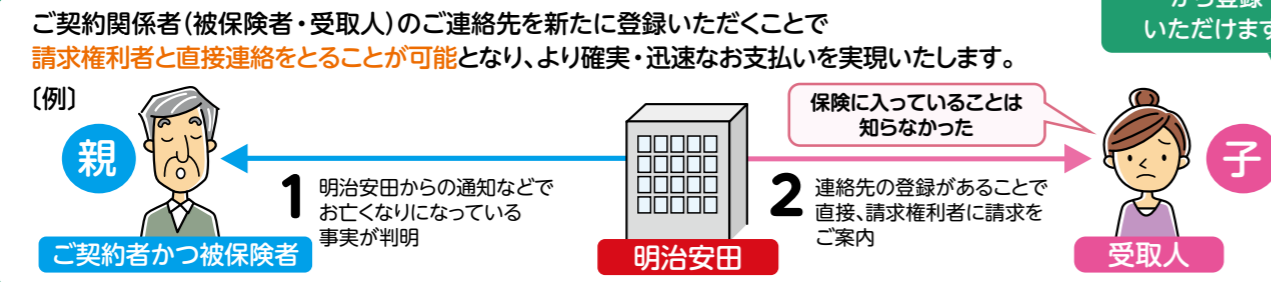 から登録
いただけます
ご契約関係者(被保険者・受取人)のご連絡先を新たに登録いただくことで
請求権利者と直接連絡をとることが可能となり、より確実・迅速なお支払いを実現いたします。
〔例〕
親
ご契約者かつ被保険者
1 明治安田からの通知などで
お亡くなりになっている
事実が判明
明治安田
保険に入っていることは
知らなかった
2 連絡先の登録があることで
直接、請求権利者に請求を
ご案内
子
受取人